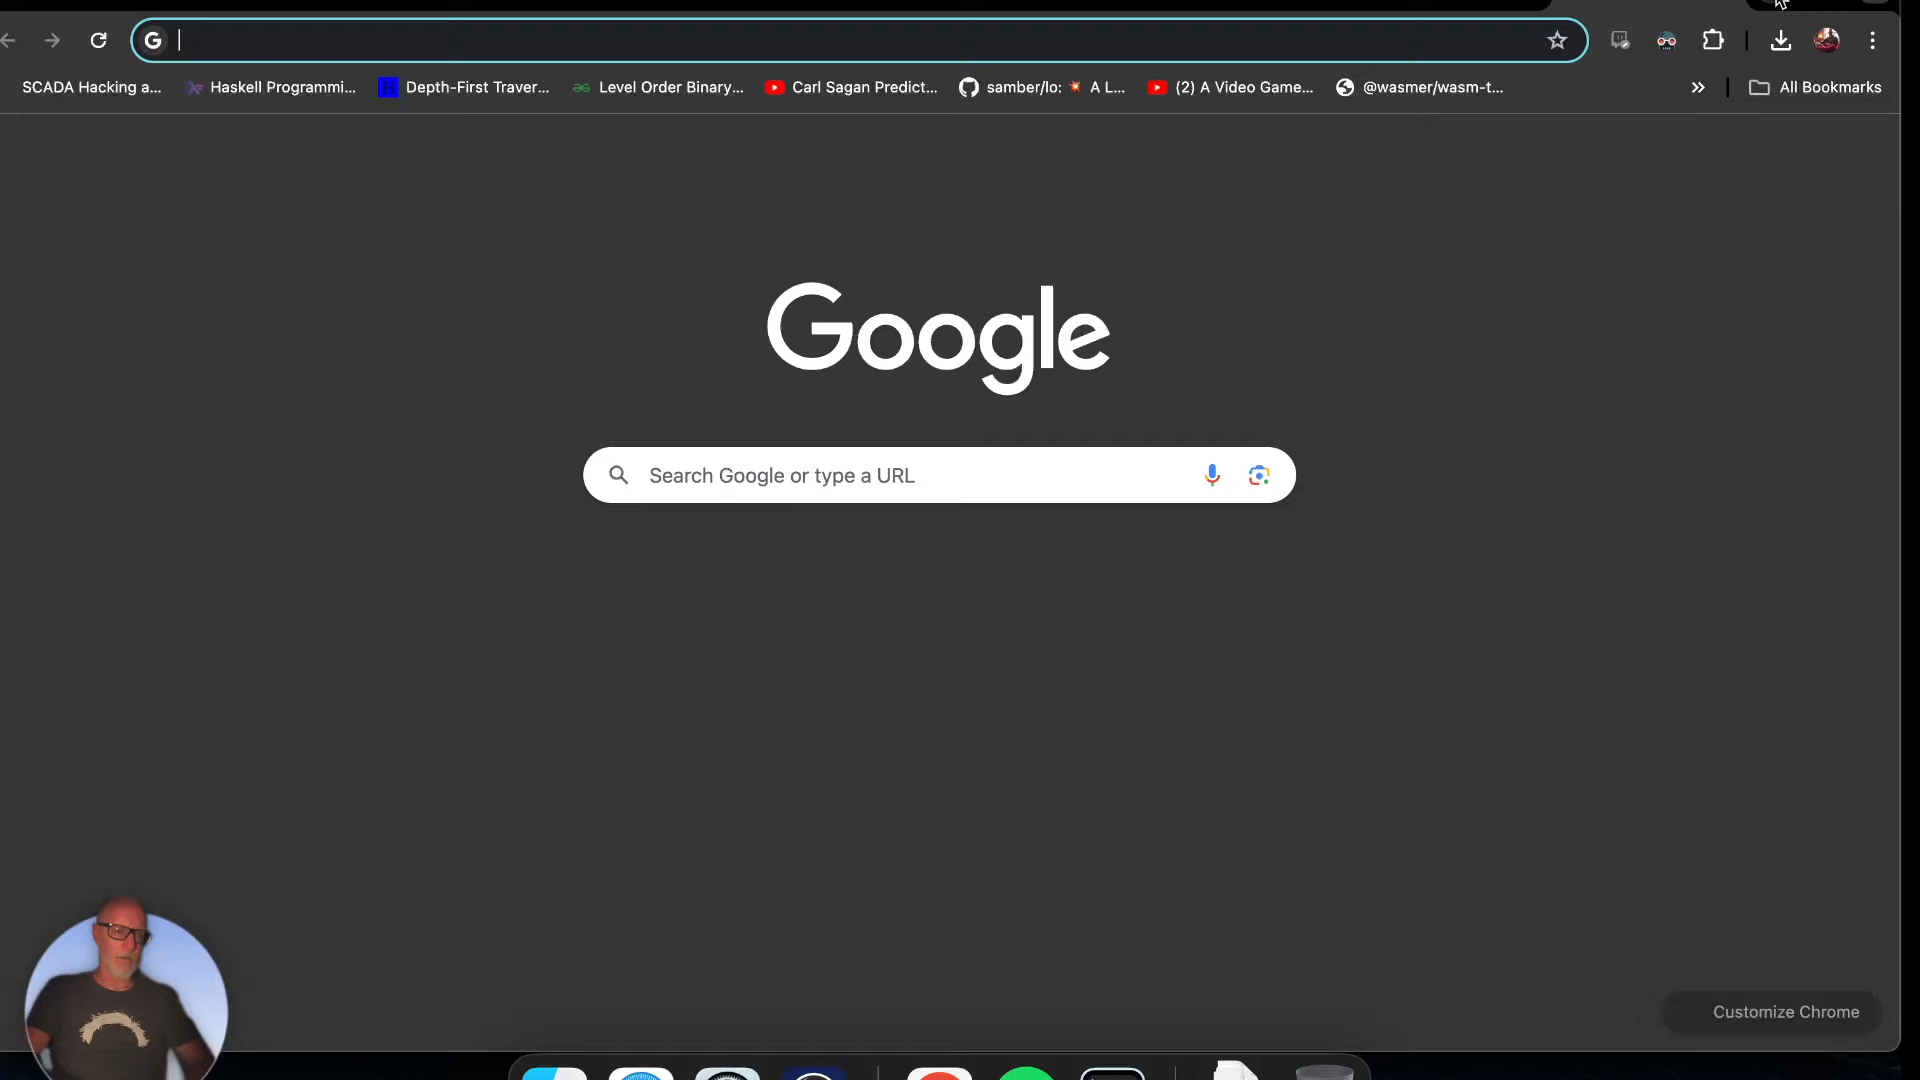 SCADA Hacking a...
Haskell Programmi...
Depth-First Traver...
Level Order Binary...
Carl Sagan Predict...
samber/lo: 💥 A L...
(2) A Video Game...
@wasmer/wasm-t...
All Bookmarks
Google
Search Google or type a URL
Customize Chrome